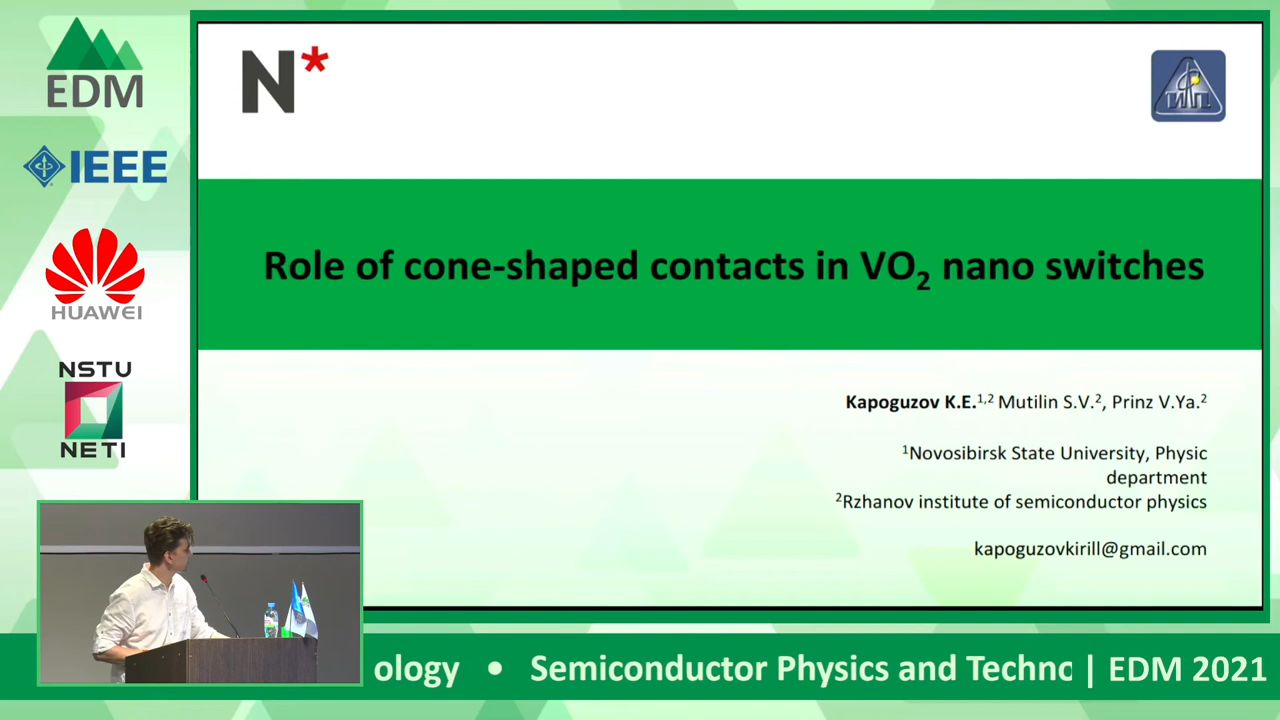 EDM
IEEE
HUAWEI
NSTU
NETI
N*
ИФП
Role of cone-shaped contacts in VO₂ nano switches
Kapoguzov K.E.¹,² Mutilin S.V.², Prinz V.Ya.²
¹Novosibirsk State University, Physic
department
²Rzhanov institute of semiconductor physics
kapoguzovkirill@gmail.com
ology • Semiconductor Physics and Techno | EDM 2021